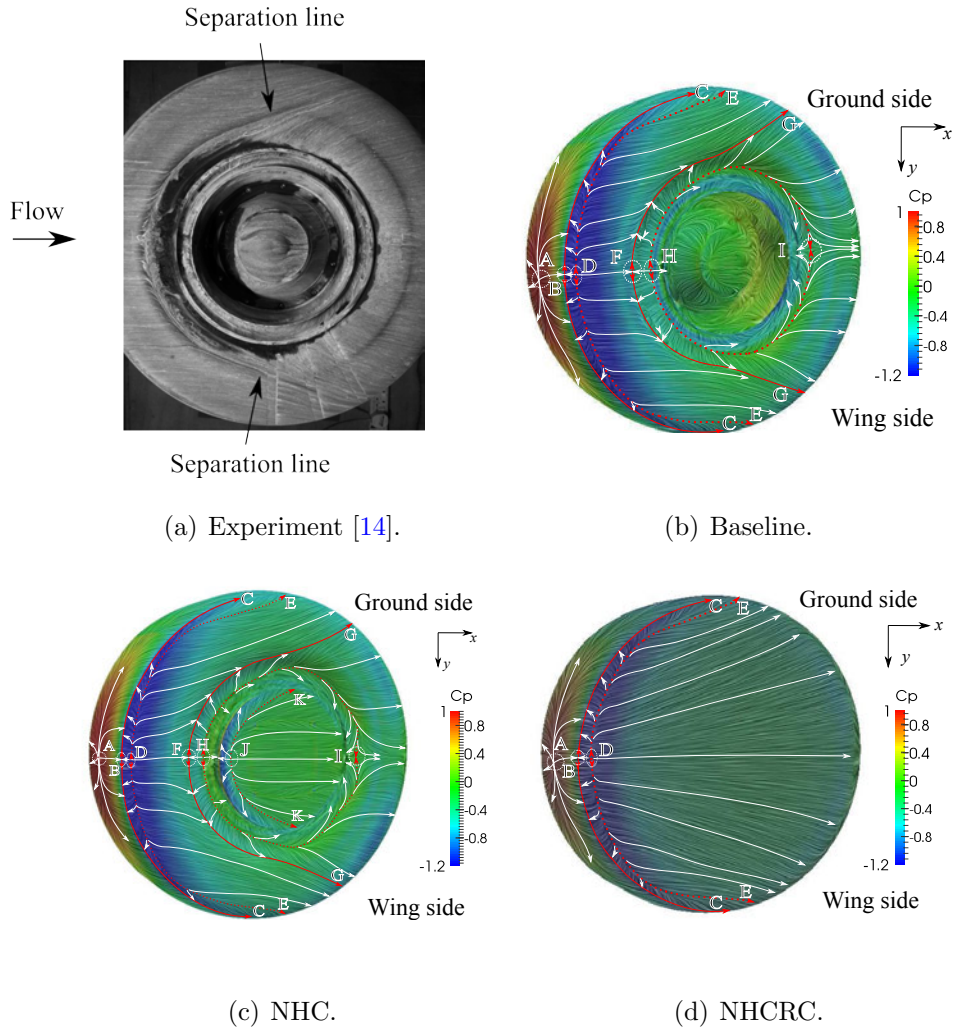 Separation line
Flow
Separation line
(a) Experiment [14].
Ground side
x
y
Cp
1
0.8
0.4
0
-0.4
-0.8
-1.2
Wing side
A
B
C
D
E
F
G
H
I
G
E
C
(b) Baseline.
Ground side
x
y
Cp
1
0.8
0.4
0
-0.4
-0.8
-1.2
Wing side
A
B
C
D
E
F
G
H
J
I
K
K
G
E
C
(c) NHC.
Ground side
x
y
Cp
1
0.8
0.4
0
-0.4
-0.8
-1.2
Wing side
A
B
C
D
E
C
E
(d) NHCRC.